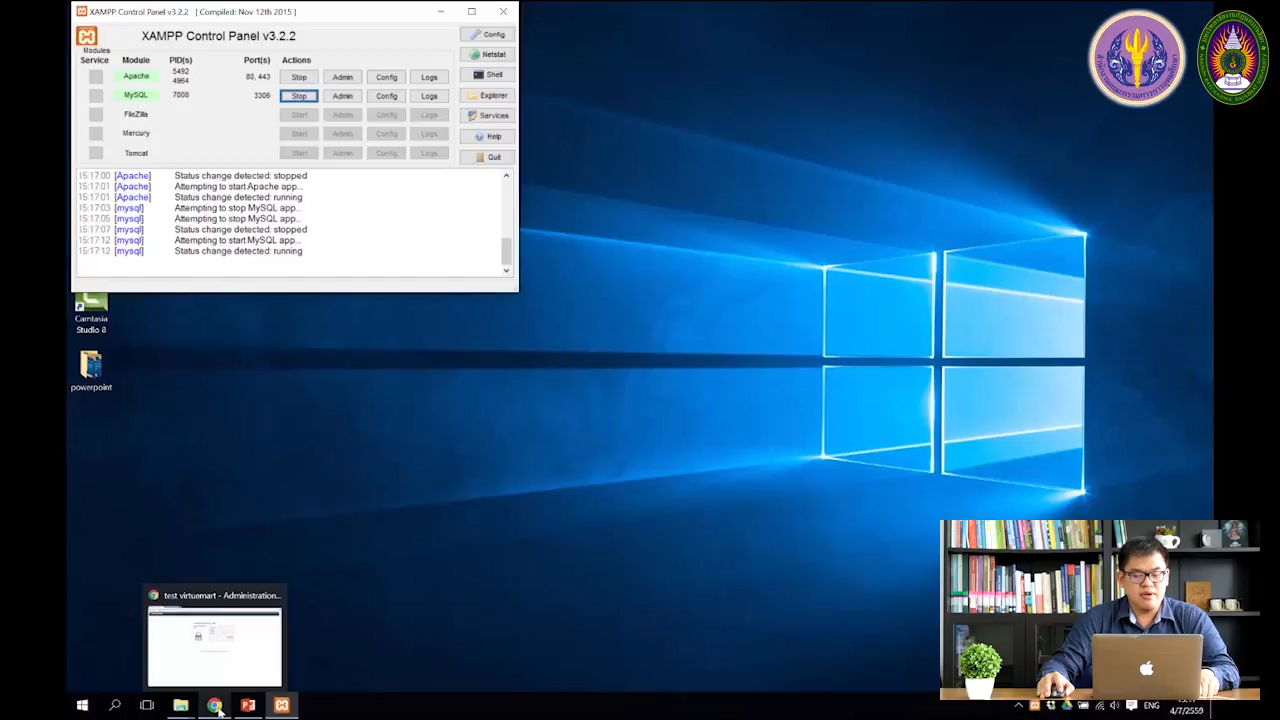 XAMPP Control Panel v3.2.2 [ Compiled: Nov 12th 2015 ]
XAMPP Control Panel v3.2.2
Modules
Service Module PID(s) Port(s) Actions
Apache 5492 4964 80, 443 Stop Admin Config Logs
MySQL 7008 3306 Stop Admin Config Logs
FileZilla Start Admin Config Logs
Mercury Start Admin Config Logs
Tomcat Start Admin Config Logs
Config
Netstat
Shell
Explorer
Services
Help
Quit
15:17:00 [Apache] Status change detected: stopped
15:17:01 [Apache] Attempting to start Apache app...
15:17:01 [Apache] Status change detected: running
15:17:03 [mysql] Attempting to stop MySQL app...
15:17:05 [mysql] Attempting to stop MySQL app...
15:17:07 [mysql] Status change detected: stopped
15:17:12 [mysql] Attempting to start MySQL app...
15:17:12 [mysql] Status change detected: running
Camtasia
Studio 8
powerpoint
test virtuemart - Administration...
ENG
4/7/2559